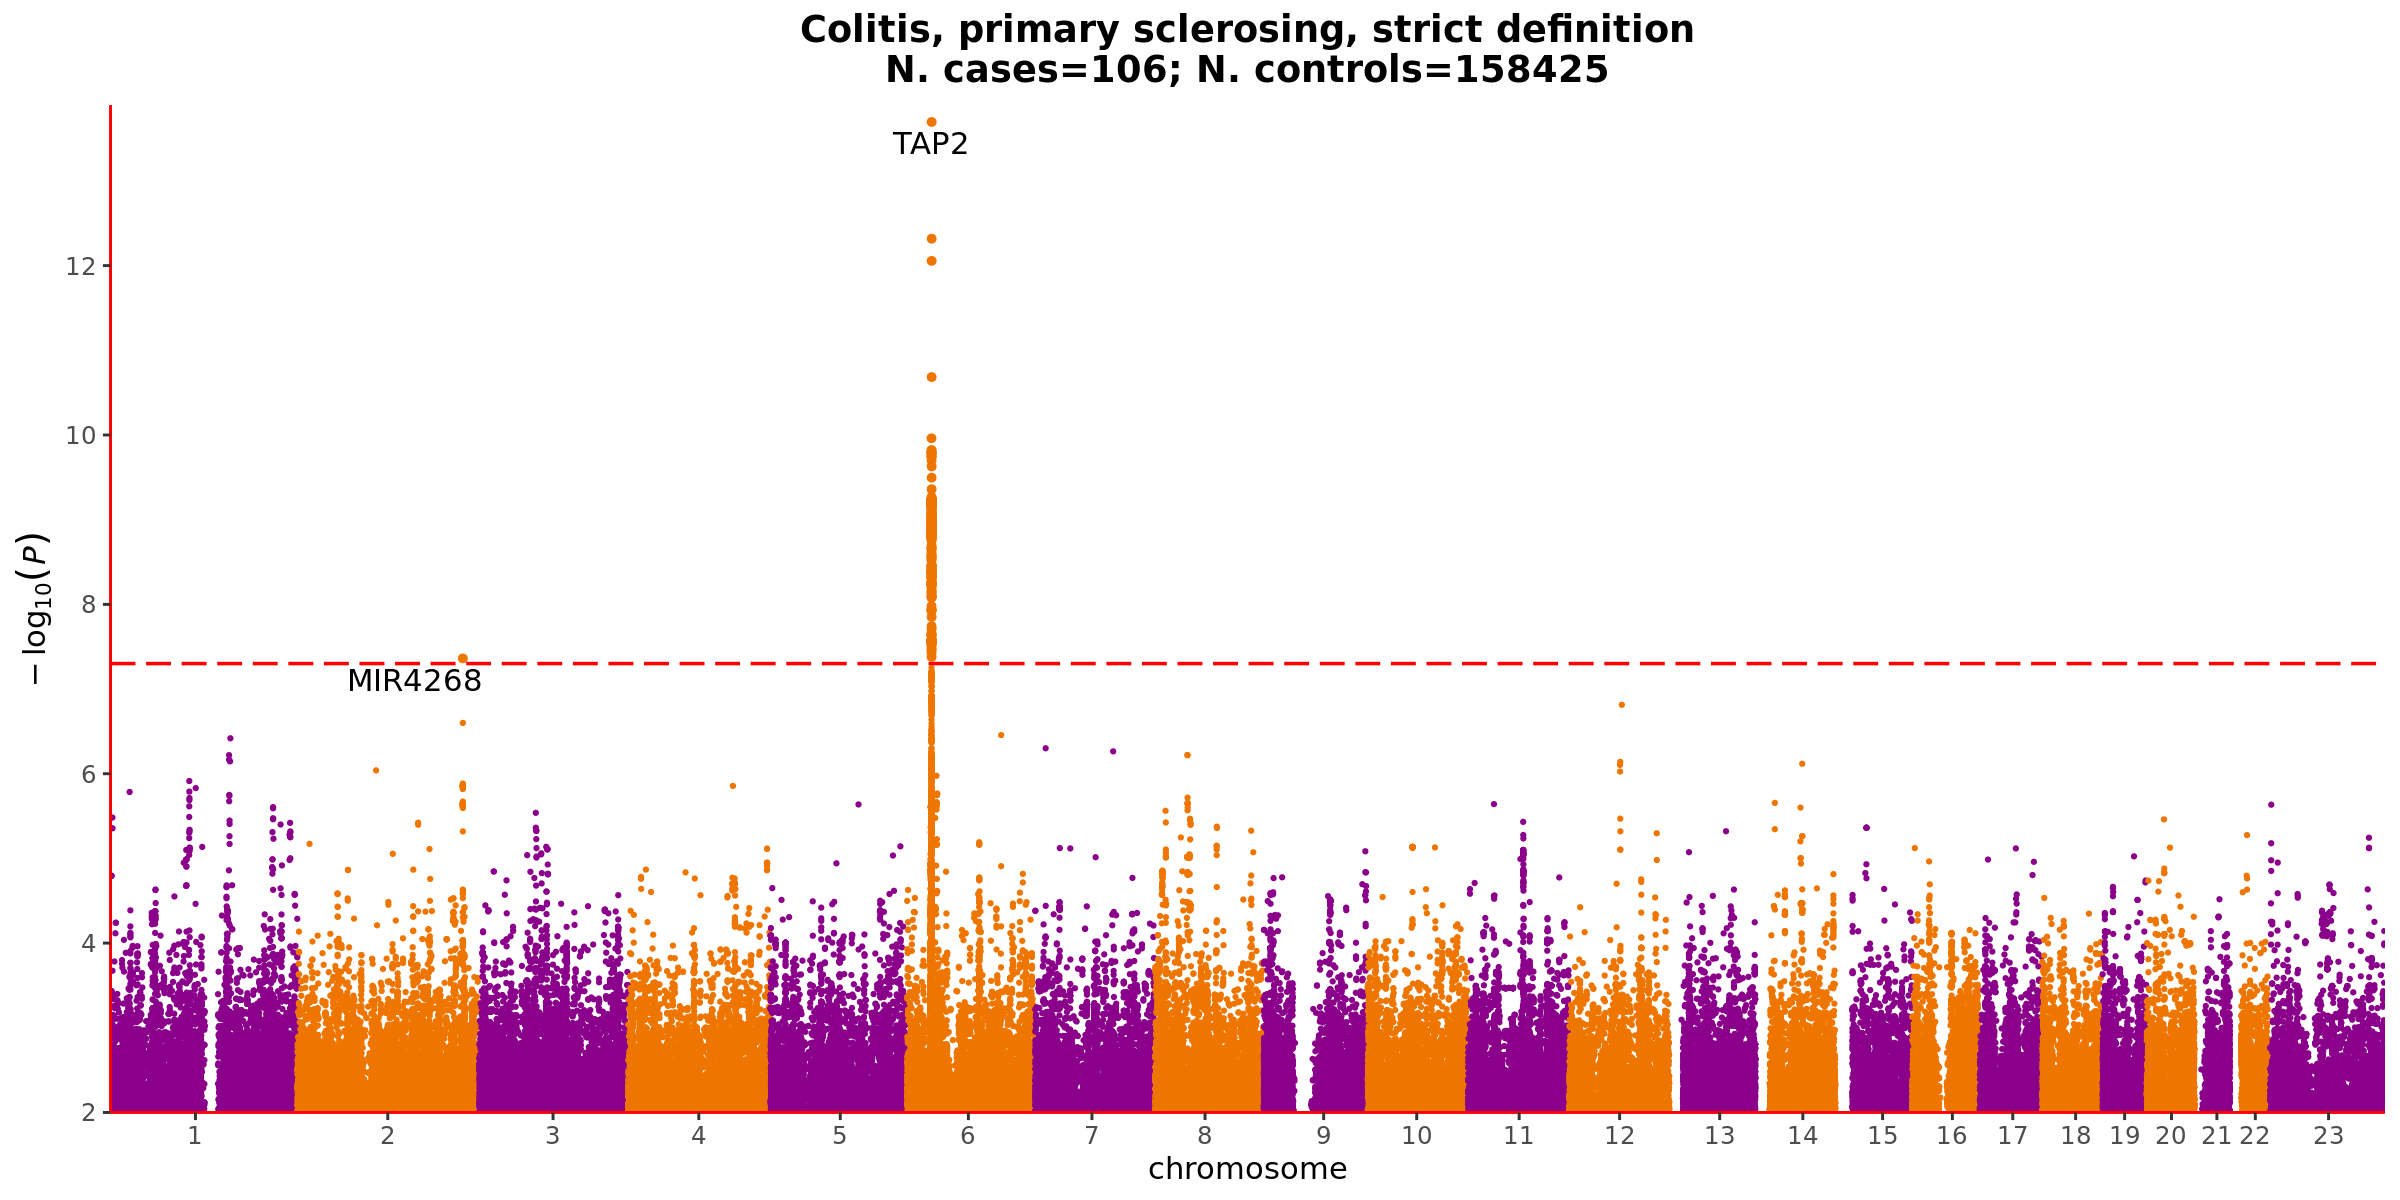 Colitis, primary sclerosing, strict definition
N. cases=106; N. controls=158425
TAP2
MIR4268
12
10
8
6
4
2
− log₁₀(P)
1 2 3 4 5 6 7 8 9 10 11 12 13 14 15 16 17 18 19 20 21 22 23
chromosome